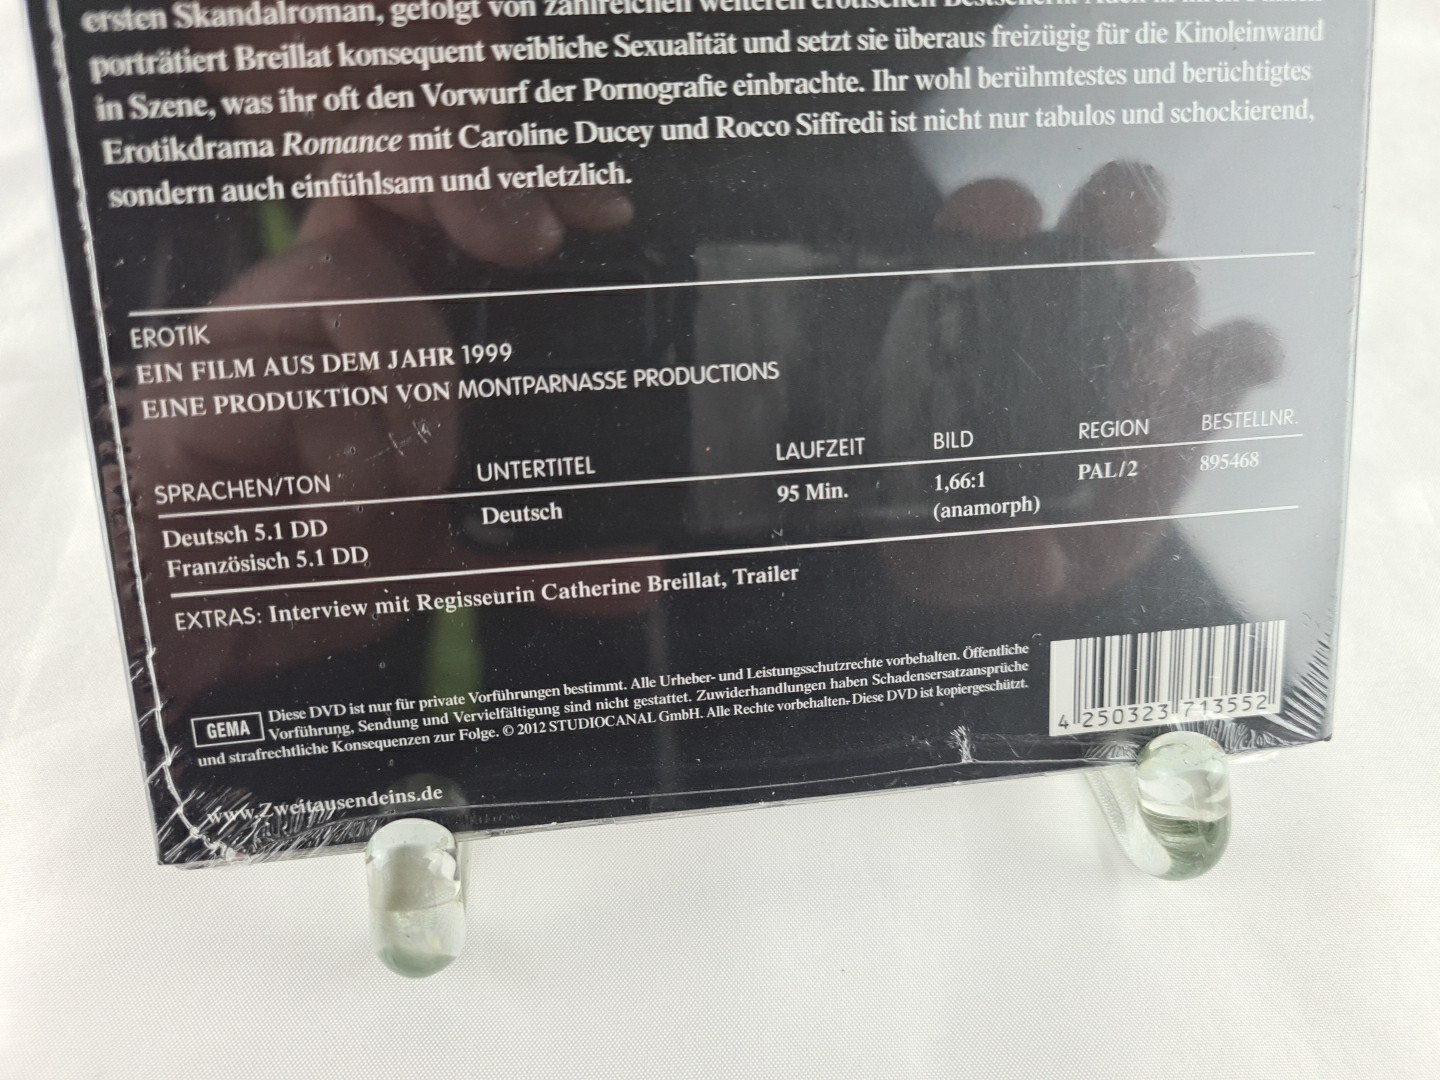 ersten Skandalroman, gefolgt von zahlreichen weiteren erotischen Bestsellern. Auch in ihren
porträtiert Breillat konsequent weibliche Sexualität und setzt sie überaus freizügig für die Kinoleinwand
in Szene, was ihr oft den Vorwurf der Pornografie einbrachte. Ihr wohl berühmtestes und berüchtigtes
Erotikdrama Romance mit Caroline Ducey und Rocco Siffredi ist nicht nur tabulos und schockierend,
sondern auch einfühlsam und verletzlich.
EROTIK
EIN FILM AUS DEM JAHR 1999
EINE PRODUKTION VON MONTPARNASSE PRODUCTIONS
SPRACHEN/TON UNTERTITEL LAUFZEIT BILD REGION BESTELLNR.
Deutsch 5.1 DD Deutsch 95 Min. 1,66:1 PAL/2 895468
Französisch 5.1 DD (anamorph)
EXTRAS: Interview mit Regisseurin Catherine Breillat, Trailer
GEMA Diese DVD ist nur für private Vorführungen bestimmt. Alle Urheber- und Leistungsschutzrechte vorbehalten. Öffentliche
Vorführung, Sendung und Vervielfältigung sind nicht gestattet. Zuwiderhandlungen haben Schadensersatzansprüche
und strafrechtliche Konsequenzen zur Folge. © 2012 STUDIOCANAL GmbH. Alle Rechte vorbehalten. Diese DVD ist kopiergeschützt.
4 250323 713552
www.Zweitausendeins.de